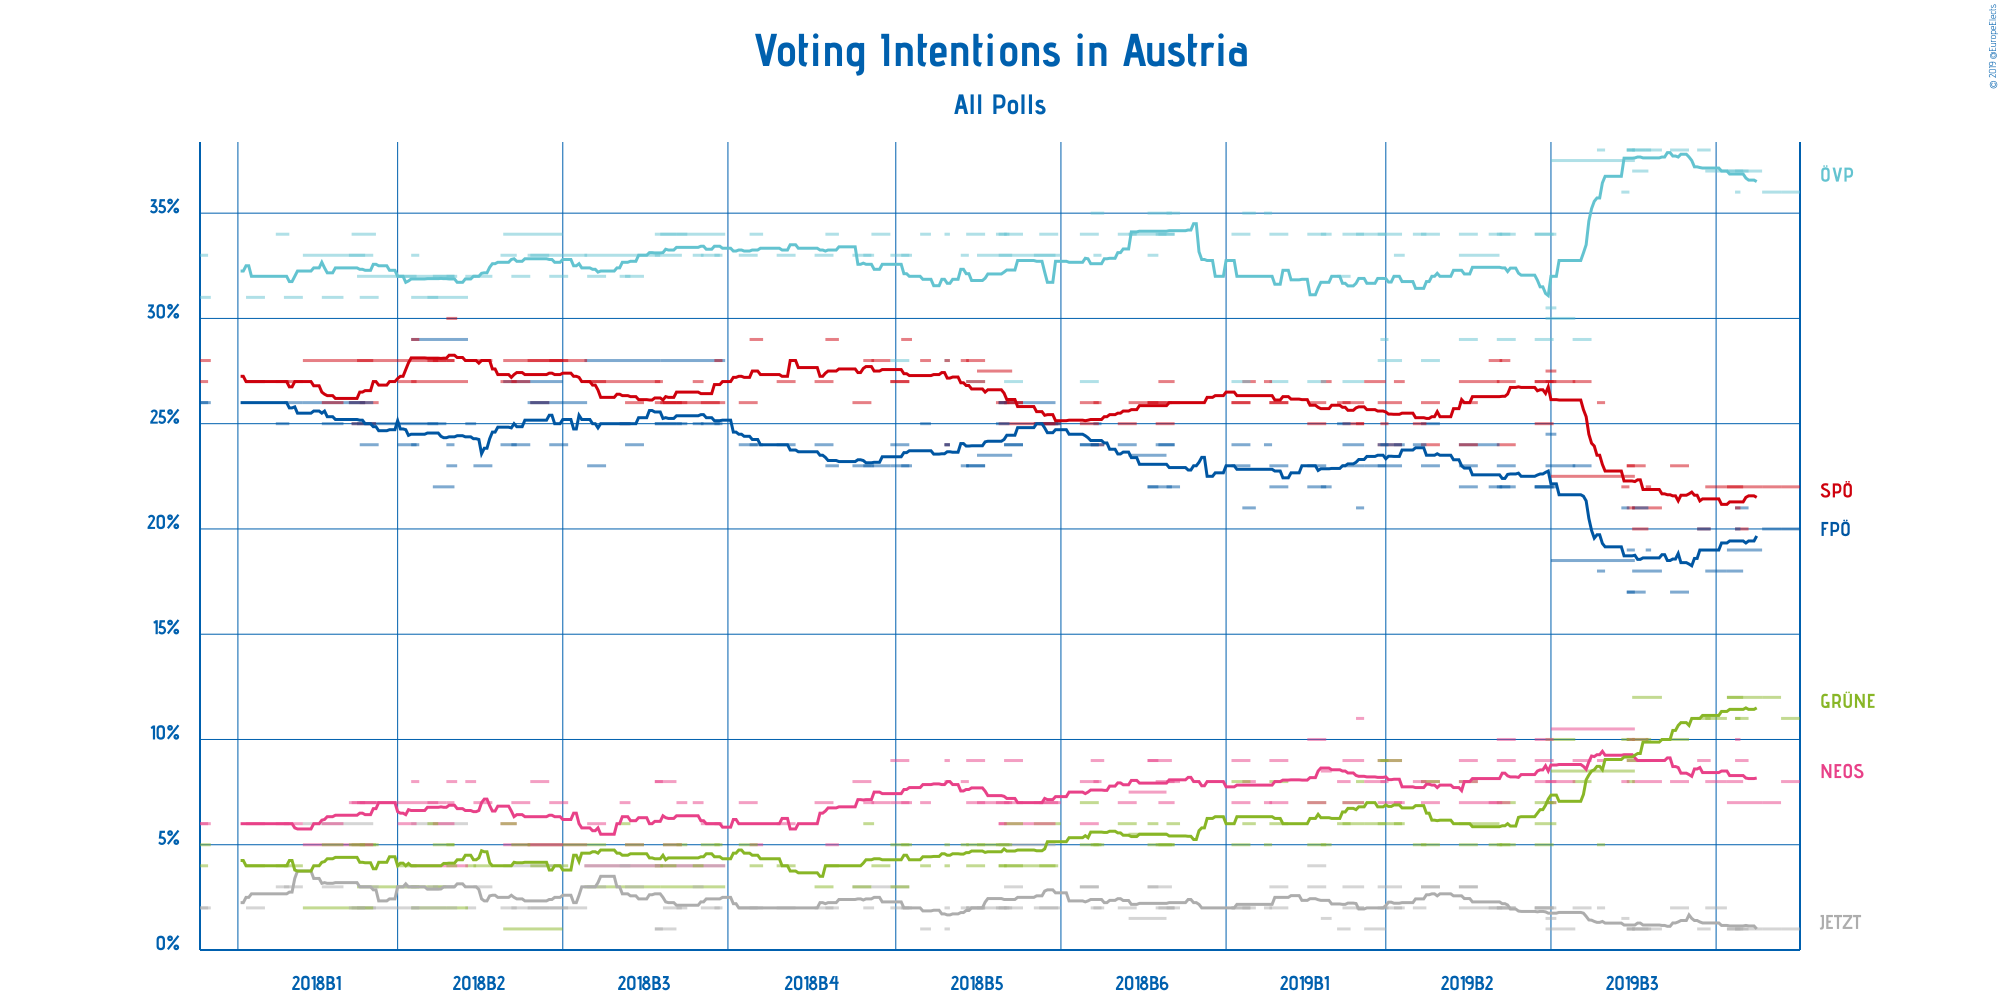 Voting Intentions in Austria
All Polls
© 2019 @EuropeElects
35%
30%
25%
20%
15%
10%
5%
0%
ÖVP
SPÖ
FPÖ
GRÜNE
NEOS
JETZT
2018B1
2018B2
2018B3
2018B4
2018B5
2018B6
2019B1
2019B2
2019B3